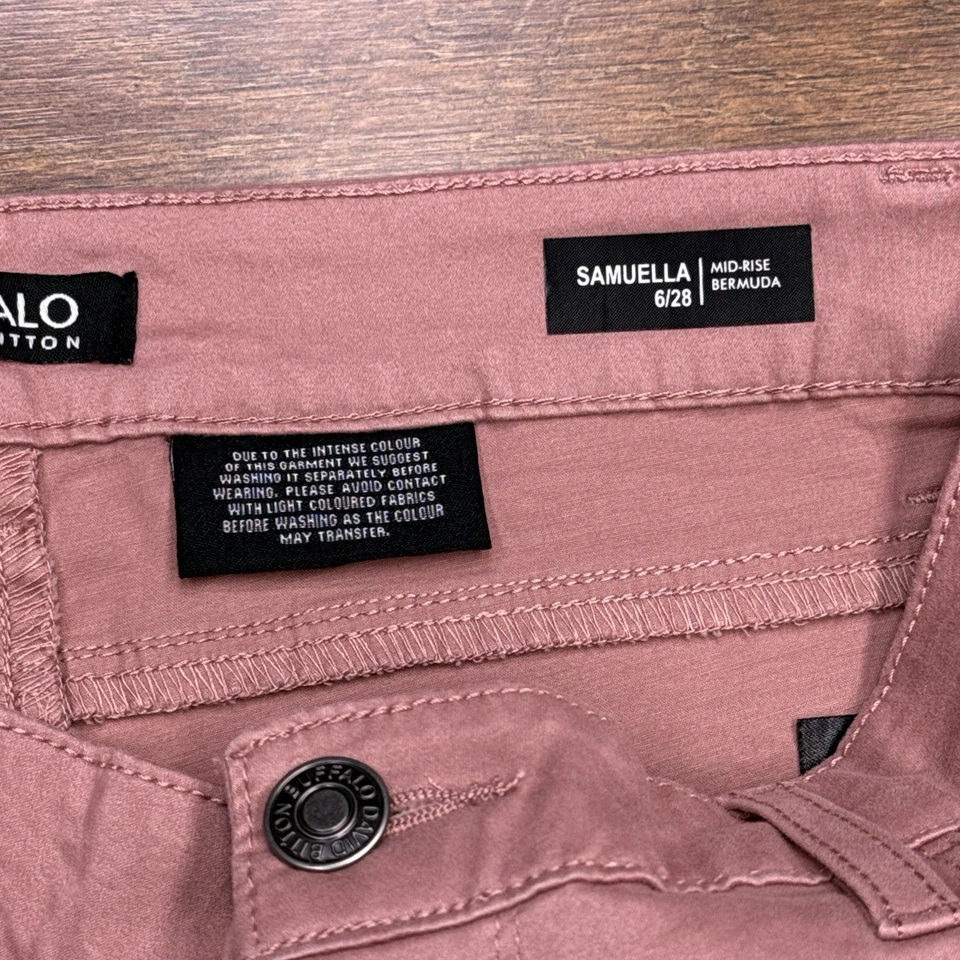 ALO
UTTON
SAMUELLA
6/28
MID-RISE
BERMUDA
DUE TO THE INTENSE COLOUR
OF THIS GARMENT WE SUGGEST
WASHING IT SEPARATELY BEFORE
WEARING. PLEASE AVOID CONTACT
WITH LIGHT COLOURED FABRICS
BEFORE WASHING AS THE COLOUR
MAY TRANSFER.
BUFFALO DAVID BITTON